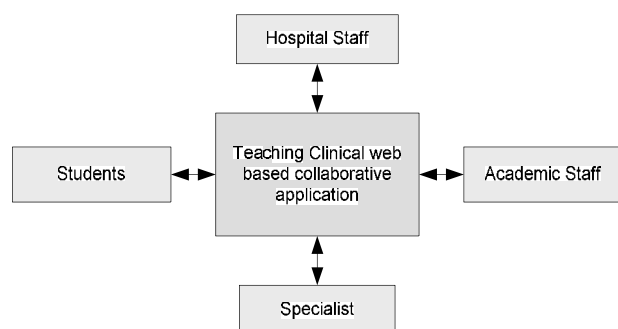 Hospital Staff
Students
Teaching Clinical web
based collaborative
application
Academic Staff
Specialist